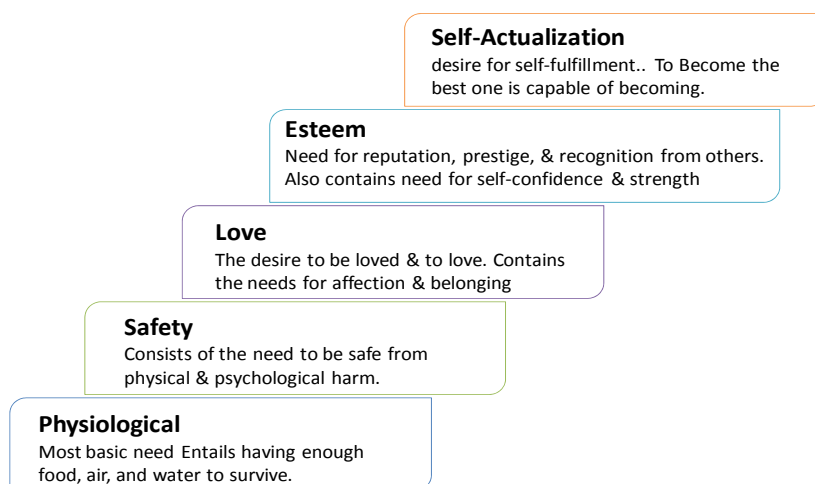 Self-Actualization
desire for self-fulfillment.. To Become the
best one is capable of becoming.
Esteem
Need for reputation, prestige, & recognition from others.
Also contains need for self-confidence & strength
Love
The desire to be loved & to love. Contains
the needs for affection & belonging
Safety
Consists of the need to be safe from
physical & psychological harm.
Physiological
Most basic need Entails having enough
food, air, and water to survive.